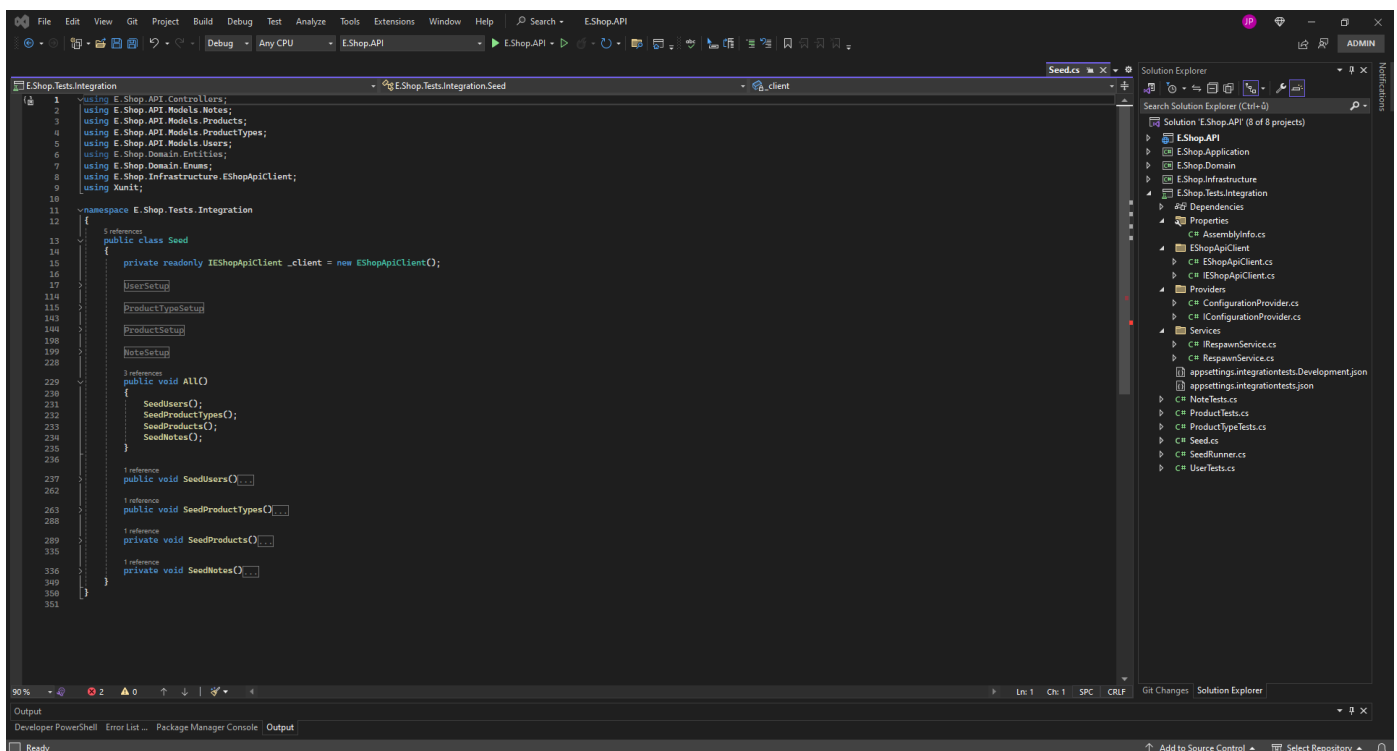 File Edit View Git Project Build Debug Test Analyze Tools Extensions Window Help Search E.Shop.API JP
Debug Any CPU E.Shop.API E.Shop.API ADMIN
Seed.cs
E.Shop.Tests.Integration E.Shop.Tests.Integration.Seed _client
1 using E.Shop.API.Controllers;
2 using E.Shop.API.Models.Notes;
3 using E.Shop.API.Models.Products;
4 using E.Shop.API.Models.ProductTypes;
5 using E.Shop.API.Models.Users;
6 using E.Shop.Domain.Entities;
7 using E.Shop.Domain.Enums;
8 using E.Shop.Infrastructure.EShopApiClient;
9 using Xunit;
10
11 namespace E.Shop.Tests.Integration
12 {
5 references
13 public class Seed
14 {
15 private readonly IEShopApiClient _client = new EShopApiClient();
16
17 UserSetup
114
115 ProductTypeSetup
143
144 ProductSetup
198
199 NoteSetup
228
3 references
229 public void All()
230 {
231 SeedUsers();
232 SeedProductTypes();
233 SeedProducts();
234 SeedNotes();
235 }
236
1 reference
237 public void SeedUsers()...
262
1 reference
263 public void SeedProductTypes()...
288
1 reference
289 private void SeedProducts()...
335
1 reference
336 private void SeedNotes()...
349 }
350 }
351
90 % 2 0 Ln: 1 Ch: 1 SPC CRLF
Solution Explorer
Search Solution Explorer (Ctrl+ů)
Solution 'E.Shop.API' (8 of 8 projects)
E.Shop.API
E.Shop.Application
E.Shop.Domain
E.Shop.Infrastructure
E.Shop.Tests.Integration
Dependencies
Properties
C# AssemblyInfo.cs
EShopApiClient
C# EShopApiClient.cs
C# IEShopApiClient.cs
Providers
C# ConfigurationProvider.cs
C# IConfigurationProvider.cs
Services
C# IRespawnService.cs
C# RespawnService.cs
appsettings.integrationtests.Development.json
appsettings.integrationtests.json
C# NoteTests.cs
C# ProductTests.cs
C# ProductTypeTests.cs
C# Seed.cs
C# SeedRunner.cs
C# UserTests.cs
Git Changes Solution Explorer
Notifications
Output
Developer PowerShell Error List ... Package Manager Console Output
Ready Add to Source Control Select Repository